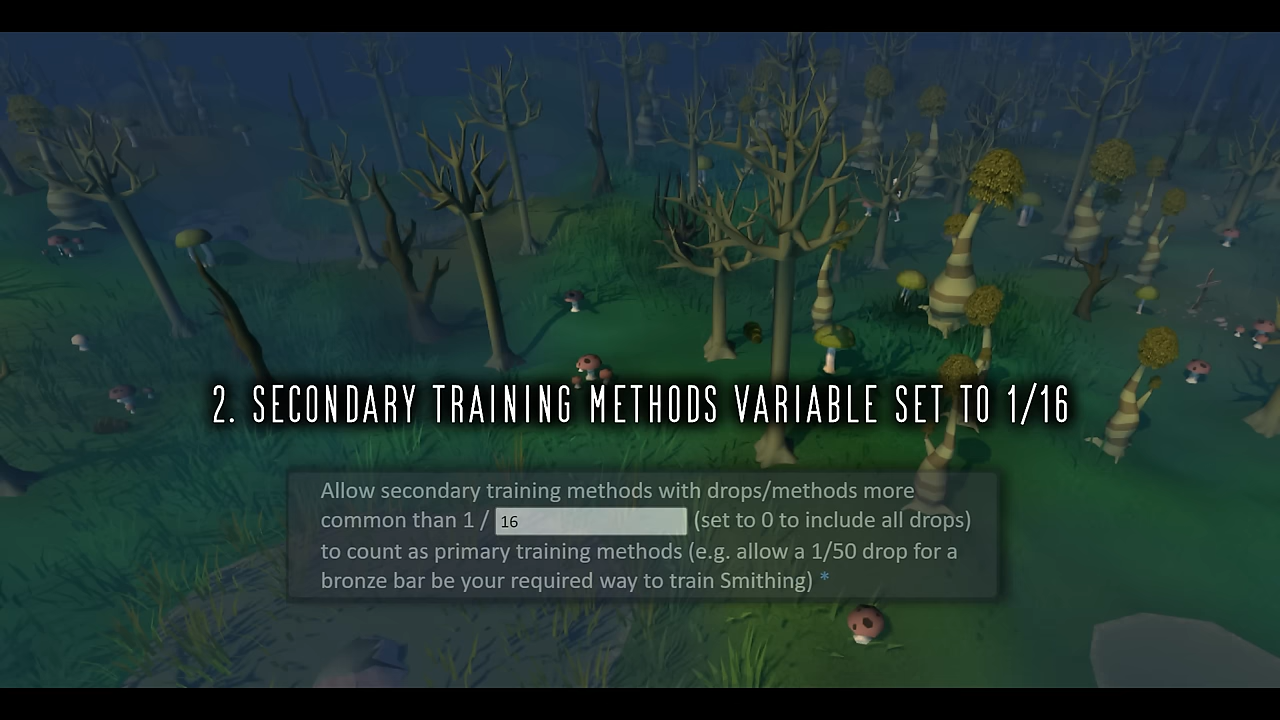 2. SECONDARY TRAINING METHODS VARIABLE SET TO 1/16
Allow secondary training methods with drops/methods more
common than 1 / 16 (set to 0 to include all drops)
to count as primary training methods (e.g. allow a 1/50 drop for a
bronze bar be your required way to train Smithing) *